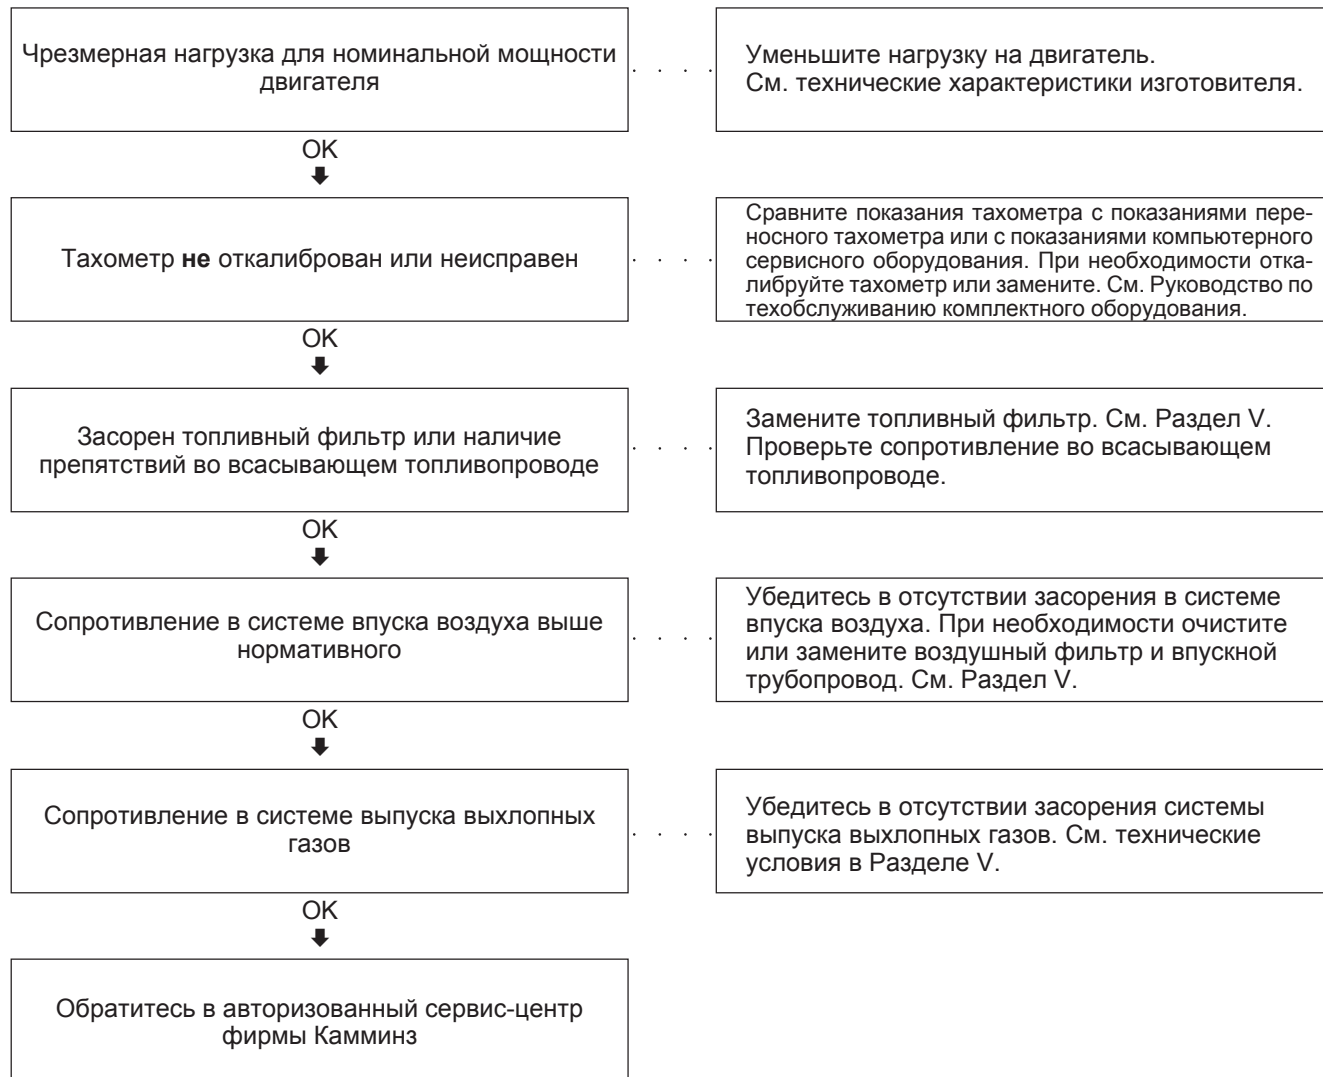 Чрезмерная нагрузка для номинальной мощности
двигателя
Уменьшите нагрузку на двигатель.
См. технические характеристики изготовителя.
OK
Тахометр не откалиброван или неисправен
Сравните показания тахометра с показаниями пере-
носного тахометра или с показаниями компьютерного
сервисного оборудования. При необходимости отка-
либруйте тахометр или замените. См. Руководство по
техобслуживанию комплектного оборудования.
OK
Засорен топливный фильтр или наличие
препятствий во всасывающем топливопроводе
Замените топливный фильтр. См. Раздел V.
Проверьте сопротивление во всасывающем
топливопроводе.
OK
Сопротивление в системе впуска воздуха выше
нормативного
Убедитесь в отсутствии засорения в системе
впуска воздуха. При необходимости очистите
или замените воздушный фильтр и впускной
трубопровод. См. Раздел V.
OK
Сопротивление в системе выпуска выхлопных
газов
Убедитесь в отсутствии засорения системы
выпуска выхлопных газов. См. технические
условия в Разделе V.
OK
Обратитесь в авторизованный сервис-центр
фирмы Камминз